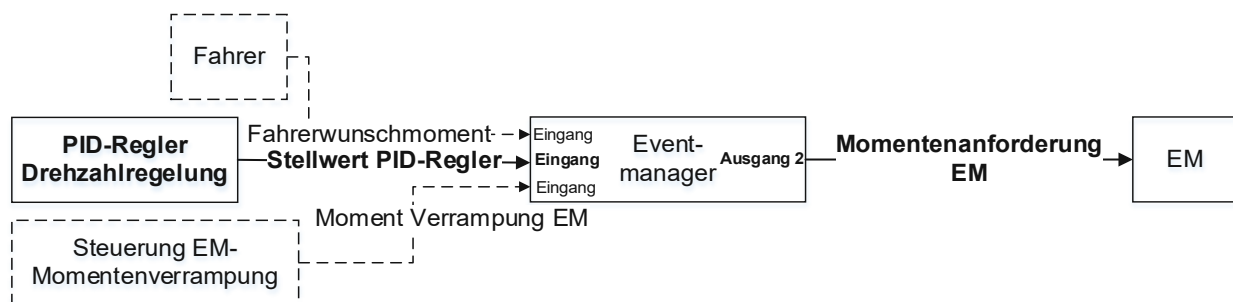 Fahrer
PID-Regler
Drehzahlregelung
Fahrerwunschmoment
Stellwert PID-Regler
Moment Verrampung EM
Steuerung EM-
Momentenverrampung
Eingang
Eingang
Eingang
Event-
manager
Ausgang 2
Momentenanforderung
EM
EM